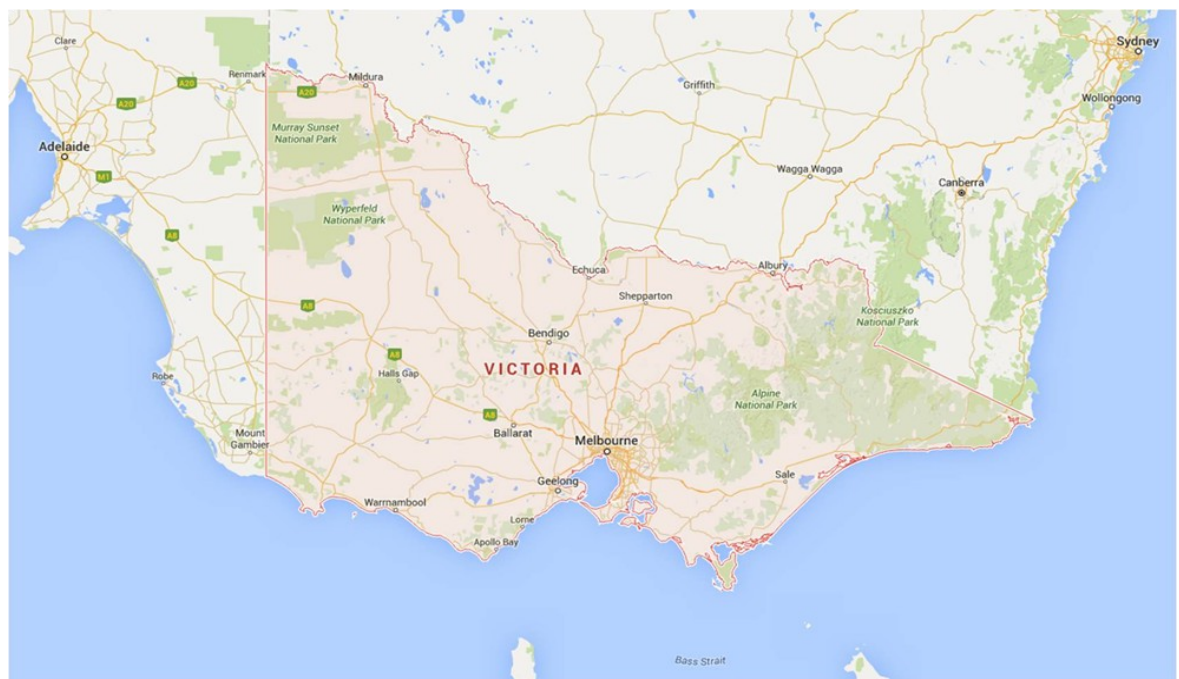 Sydney
Clare
Renmark
A20
Mildura
A20
Griffith
A20
Wollongong
Murray Sunset
National Park
Adelaide
M1
Wagga Wagga
Canberra
Wyperfeld
National Park
A8
Echuca
Albury
Shepparton
A8
Kosciuszko
National Park
Bendigo
A8
VICTORIA
Halls Gap
Robe
Alpine
National Park
A8
Ballarat
Mount
Gambier
Melbourne
Sale
Geelong
Warrnambool
Lorne
Apollo Bay
Bass Strait